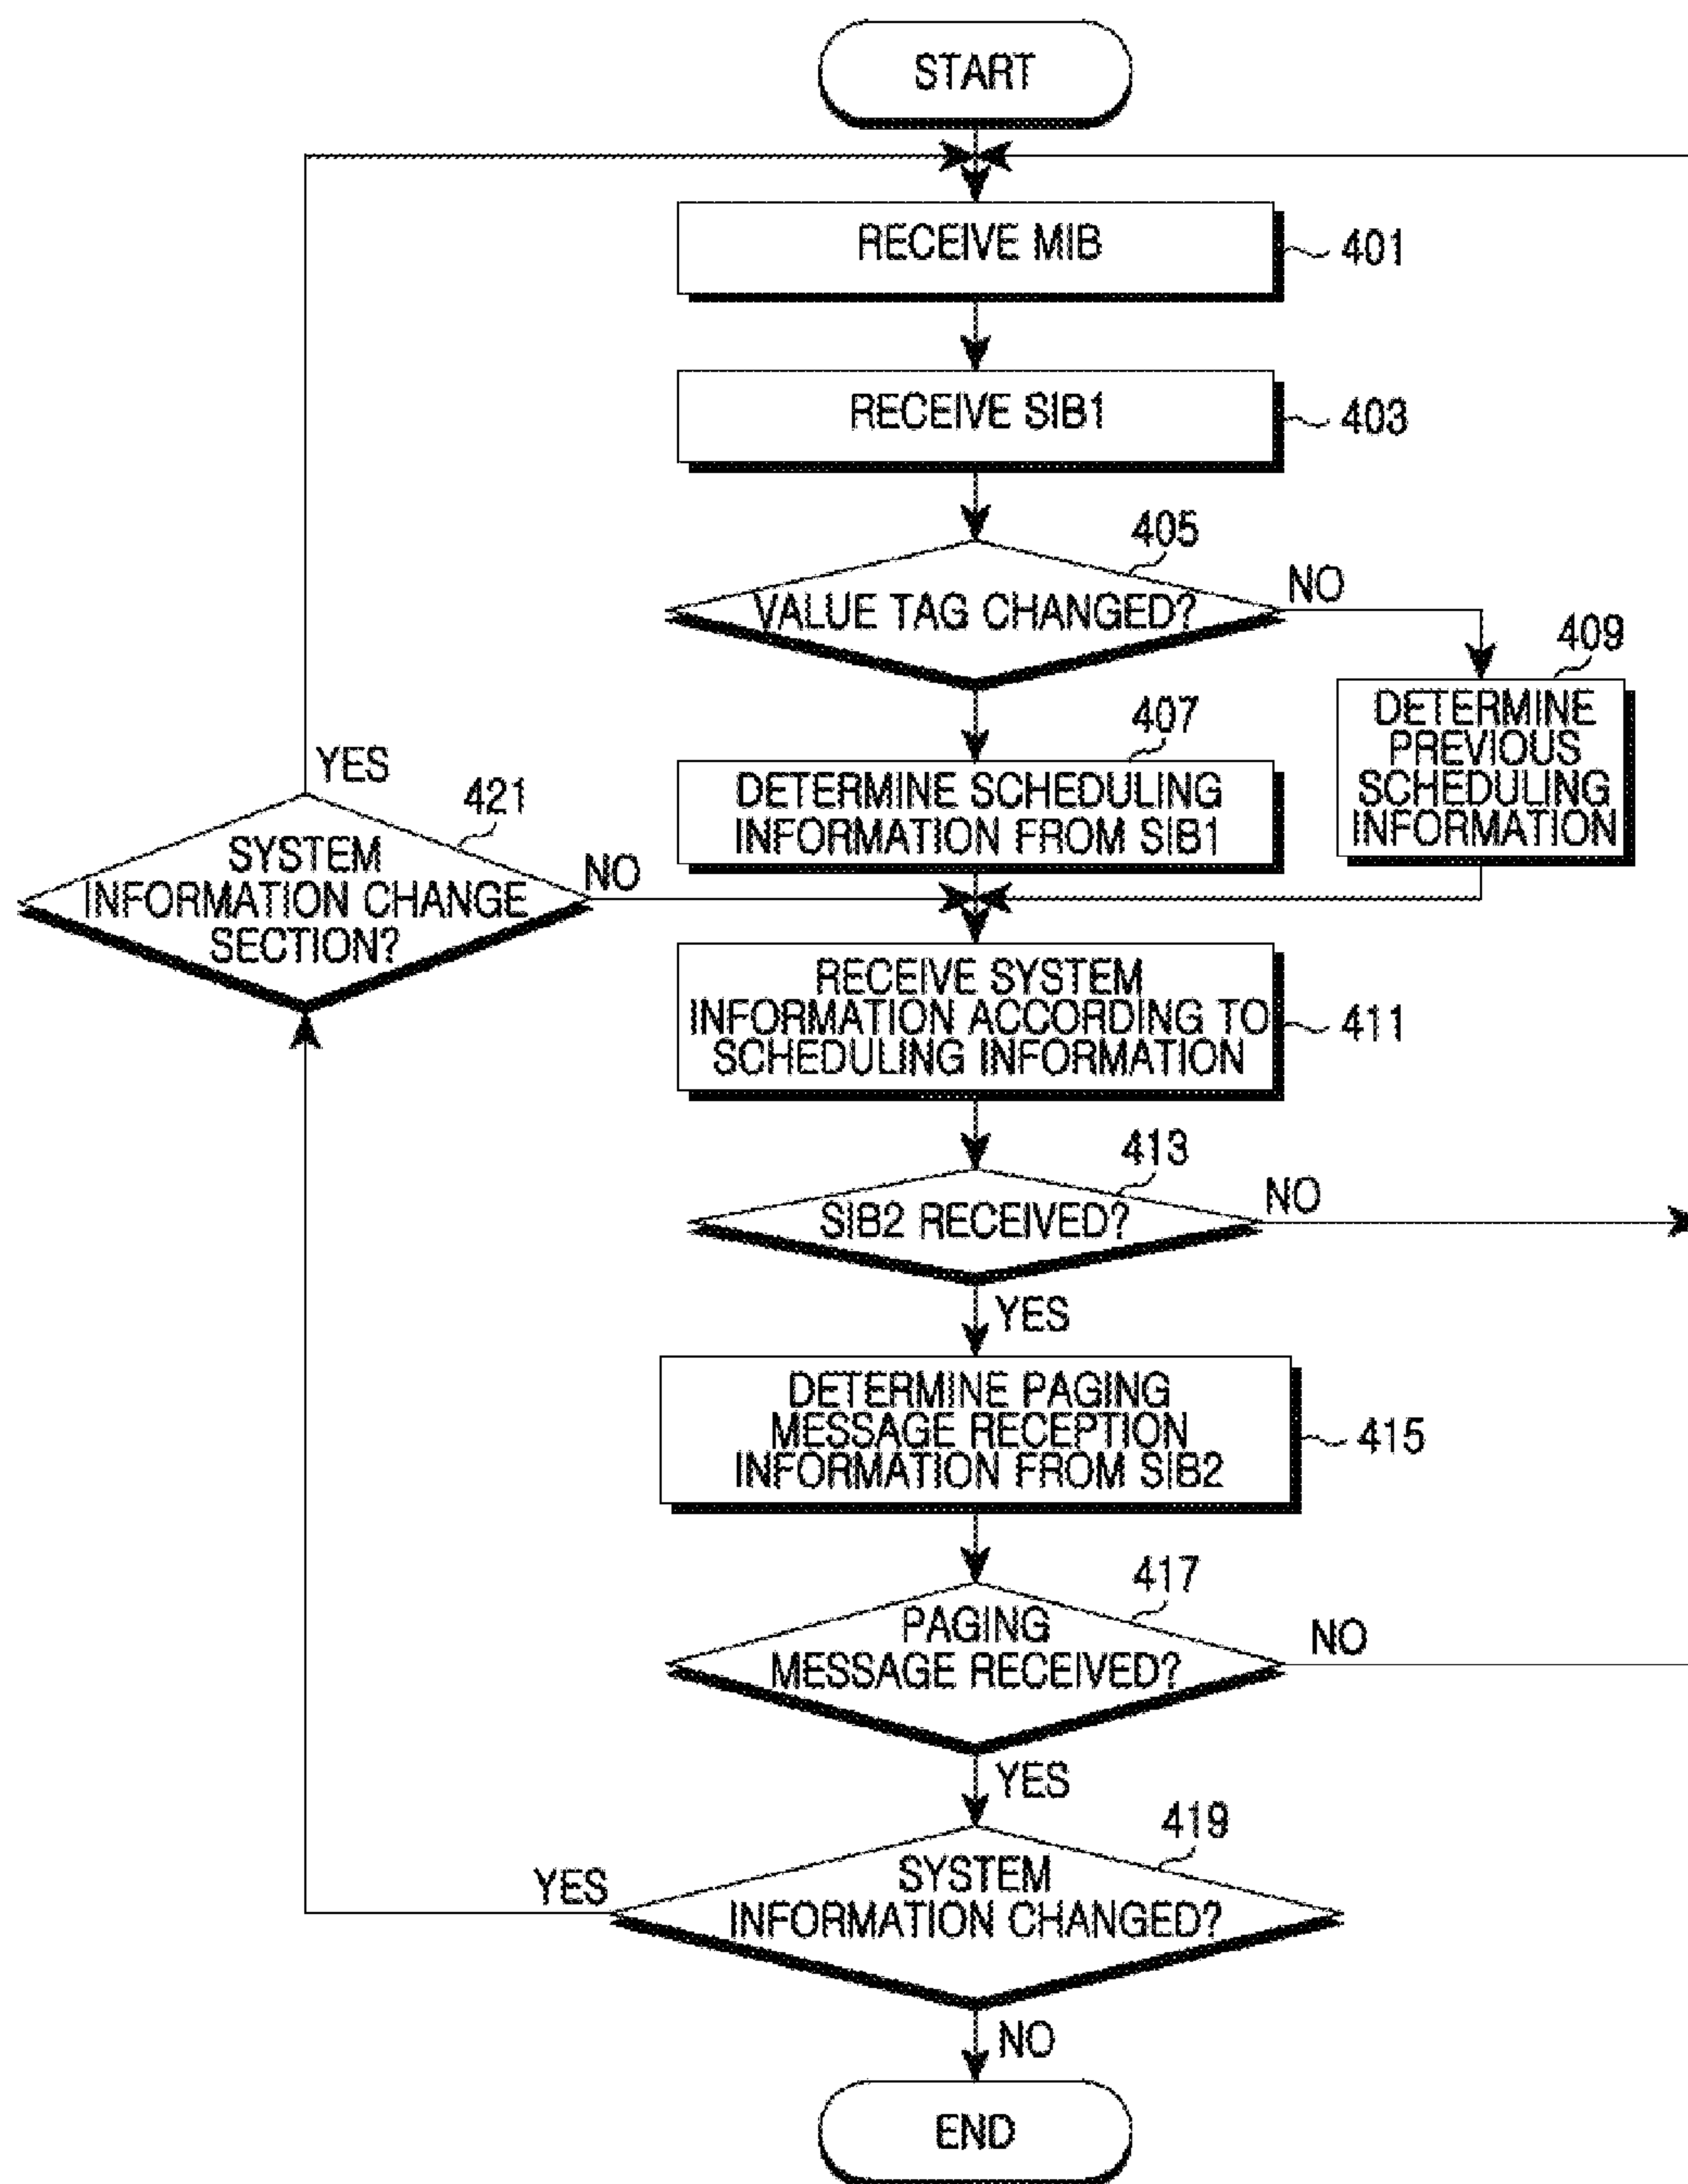 START
RECEIVE MIB
401
RECEIVE SIB1
403
405
VALUE TAG CHANGED?
NO
409
DETERMINE
PREVIOUS
SCHEDULING
INFORMATION
407
DETERMINE SCHEDULING
INFORMATION FROM SIB1
YES
421
SYSTEM
INFORMATION CHANGE
SECTION?
NO
RECEIVE SYSTEM
INFORMATION ACCORDING TO
SCHEDULING INFORMATION
411
413
SIB2 RECEIVED?
NO
YES
DETERMINE PAGING
MESSAGE RECEPTION
INFORMATION FROM SIB2
415
417
PAGING
MESSAGE RECEIVED?
NO
YES
419
SYSTEM
INFORMATION CHANGED?
YES
NO
END